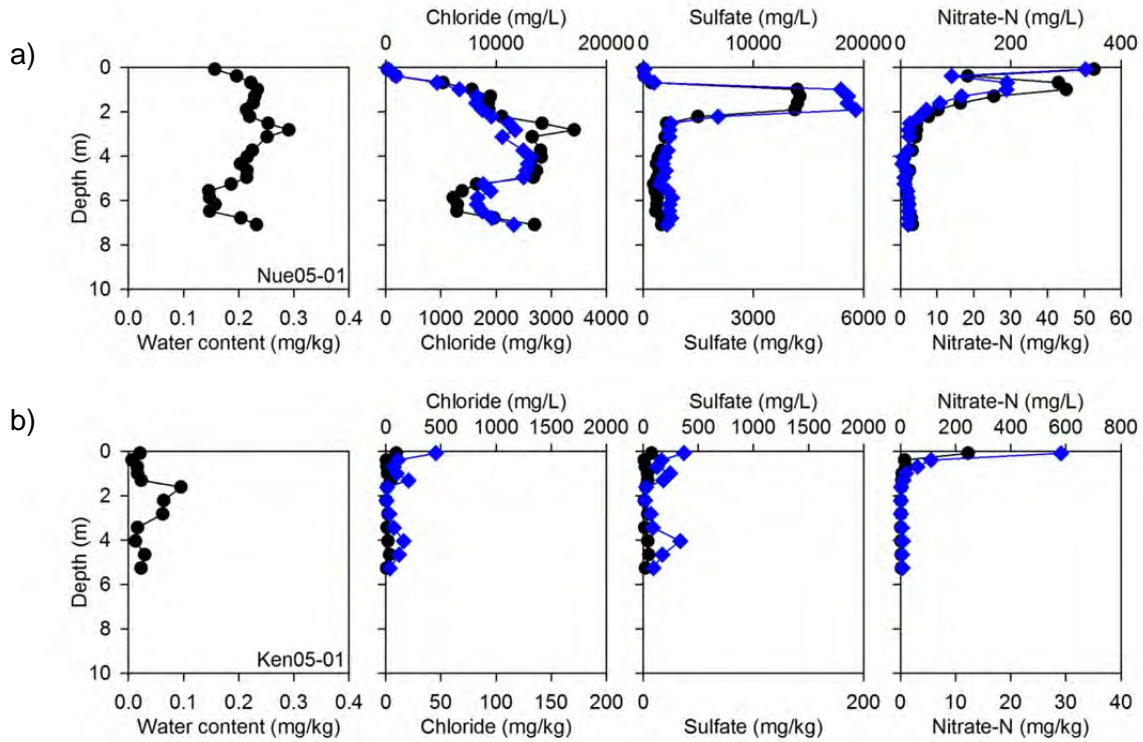 a)
Chloride (mg/L)
Sulfate (mg/L)
Nitrate-N (mg/L)
0 10000 20000 0 10000 20000 0 200 400
0
2
4
6
8
10
Depth (m)
Nue05-01
0.0 0.1 0.2 0.3 0.4
0 1000 2000 3000 4000
0 3000 6000
0 10 20 30 40 50 60
Water content (mg/kg)
Chloride (mg/kg)
Sulfate (mg/kg)
Nitrate-N (mg/kg)
b)
Chloride (mg/L)
Sulfate (mg/L)
Nitrate-N (mg/L)
0 500 1000 1500 2000
0 500 1000 1500 2000
0 200 400 600 800
0
2
4
6
8
10
Depth (m)
Ken05-01
0.0 0.1 0.2 0.3 0.4
0 50 100 150 200
0 200
0 10 20 30 40
Water content (mg/kg)
Chloride (mg/kg)
Sulfate (mg/kg)
Nitrate-N (mg/kg)